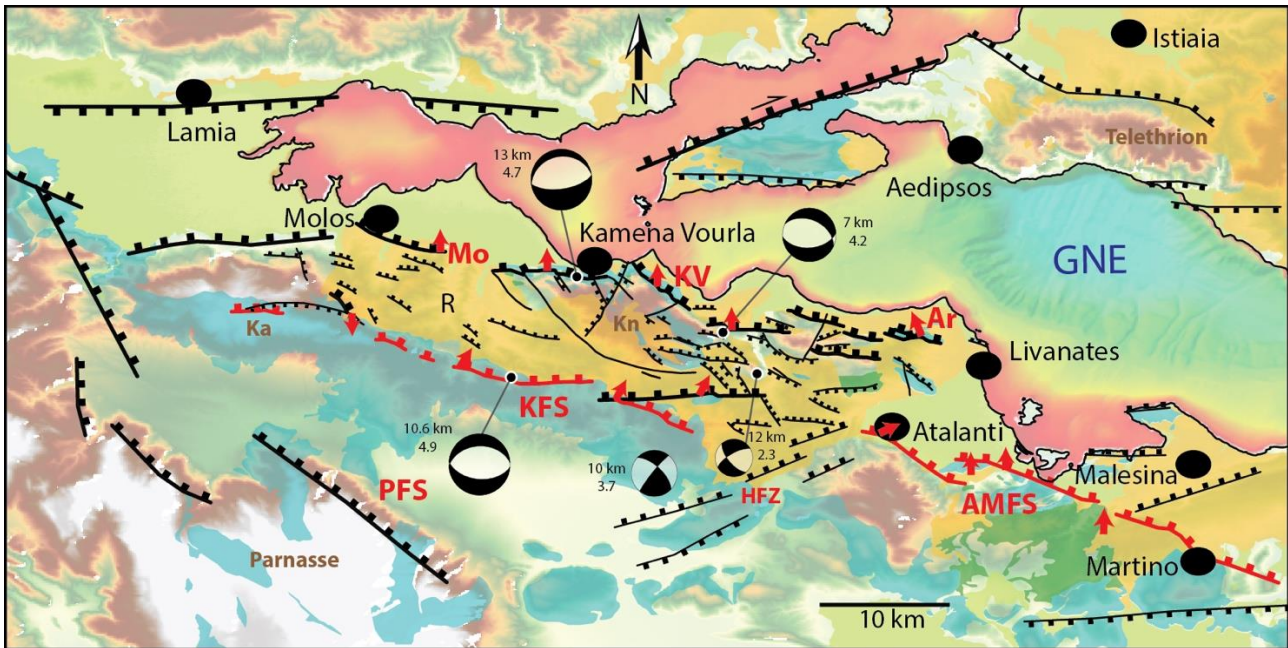 Istiaia
N
Lamia
Telethrion
13 km
4.7
Aedipsos
Molos
7 km
4.2
Kamena Vourla
Mo
KV
GNE
R
Ka
Kn
Ar
Livanates
KFS
10.6 km
4.9
12 km
2.3
Atalanti
10 km
3.7
Malesina
PFS
HFZ
AMFS
Parnasse
Martino
10 km